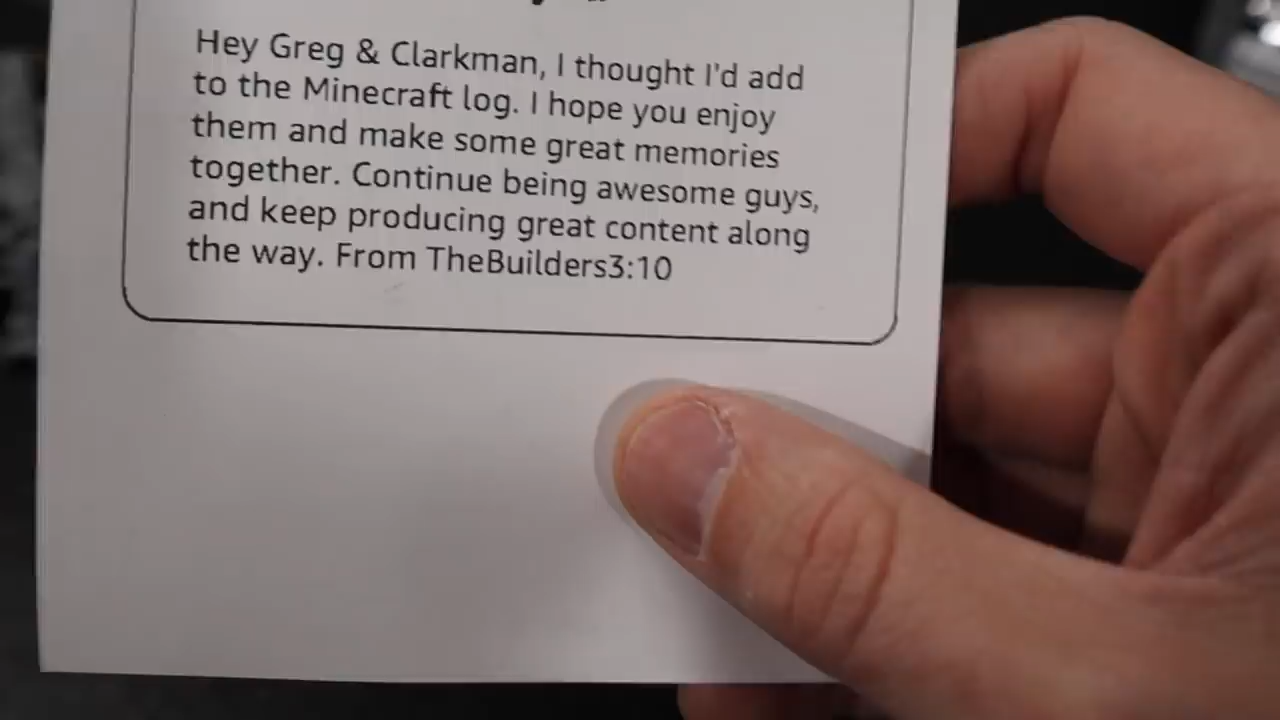 Hey Greg & Clarkman, I thought I'd add
to the Minecraft log. I hope you enjoy
them and make some great memories
together. Continue being awesome guys,
and keep producing great content along
the way. From TheBuilders3:10